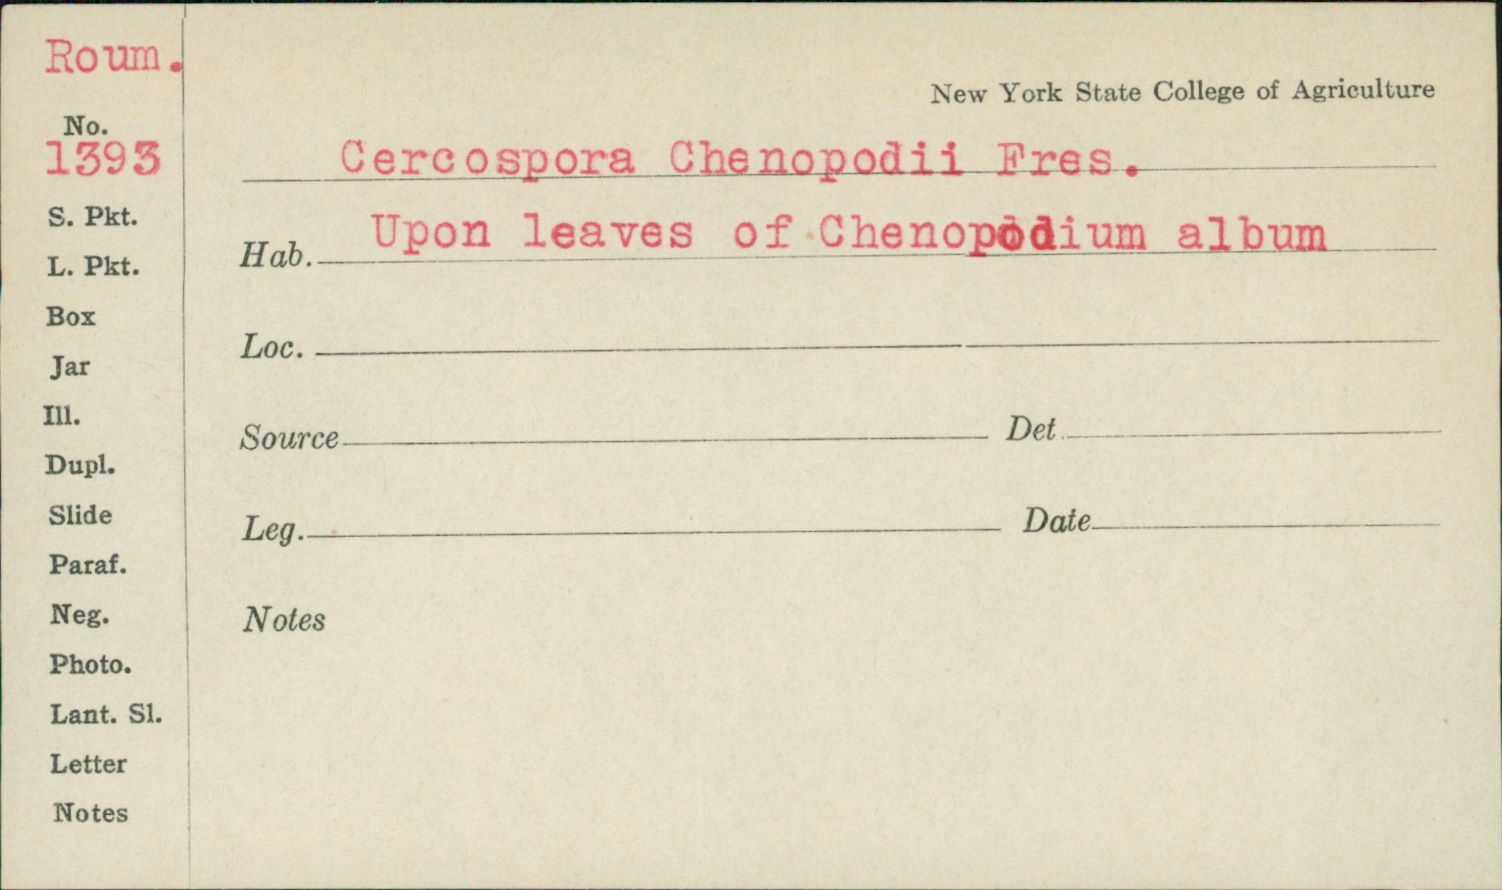 Roum.
New York State College of Agriculture
No.
1393
Cercospora Chenopodii Fres.
S. Pkt.
Hab. Upon leaves of Chenopodium album
L. Pkt.
Box
Loc.
Jar
Ill.
Source Det
Dupl.
Slide
Leg. Date
Paraf.
Neg.
Notes
Photo.
Lant. Sl.
Letter
Notes